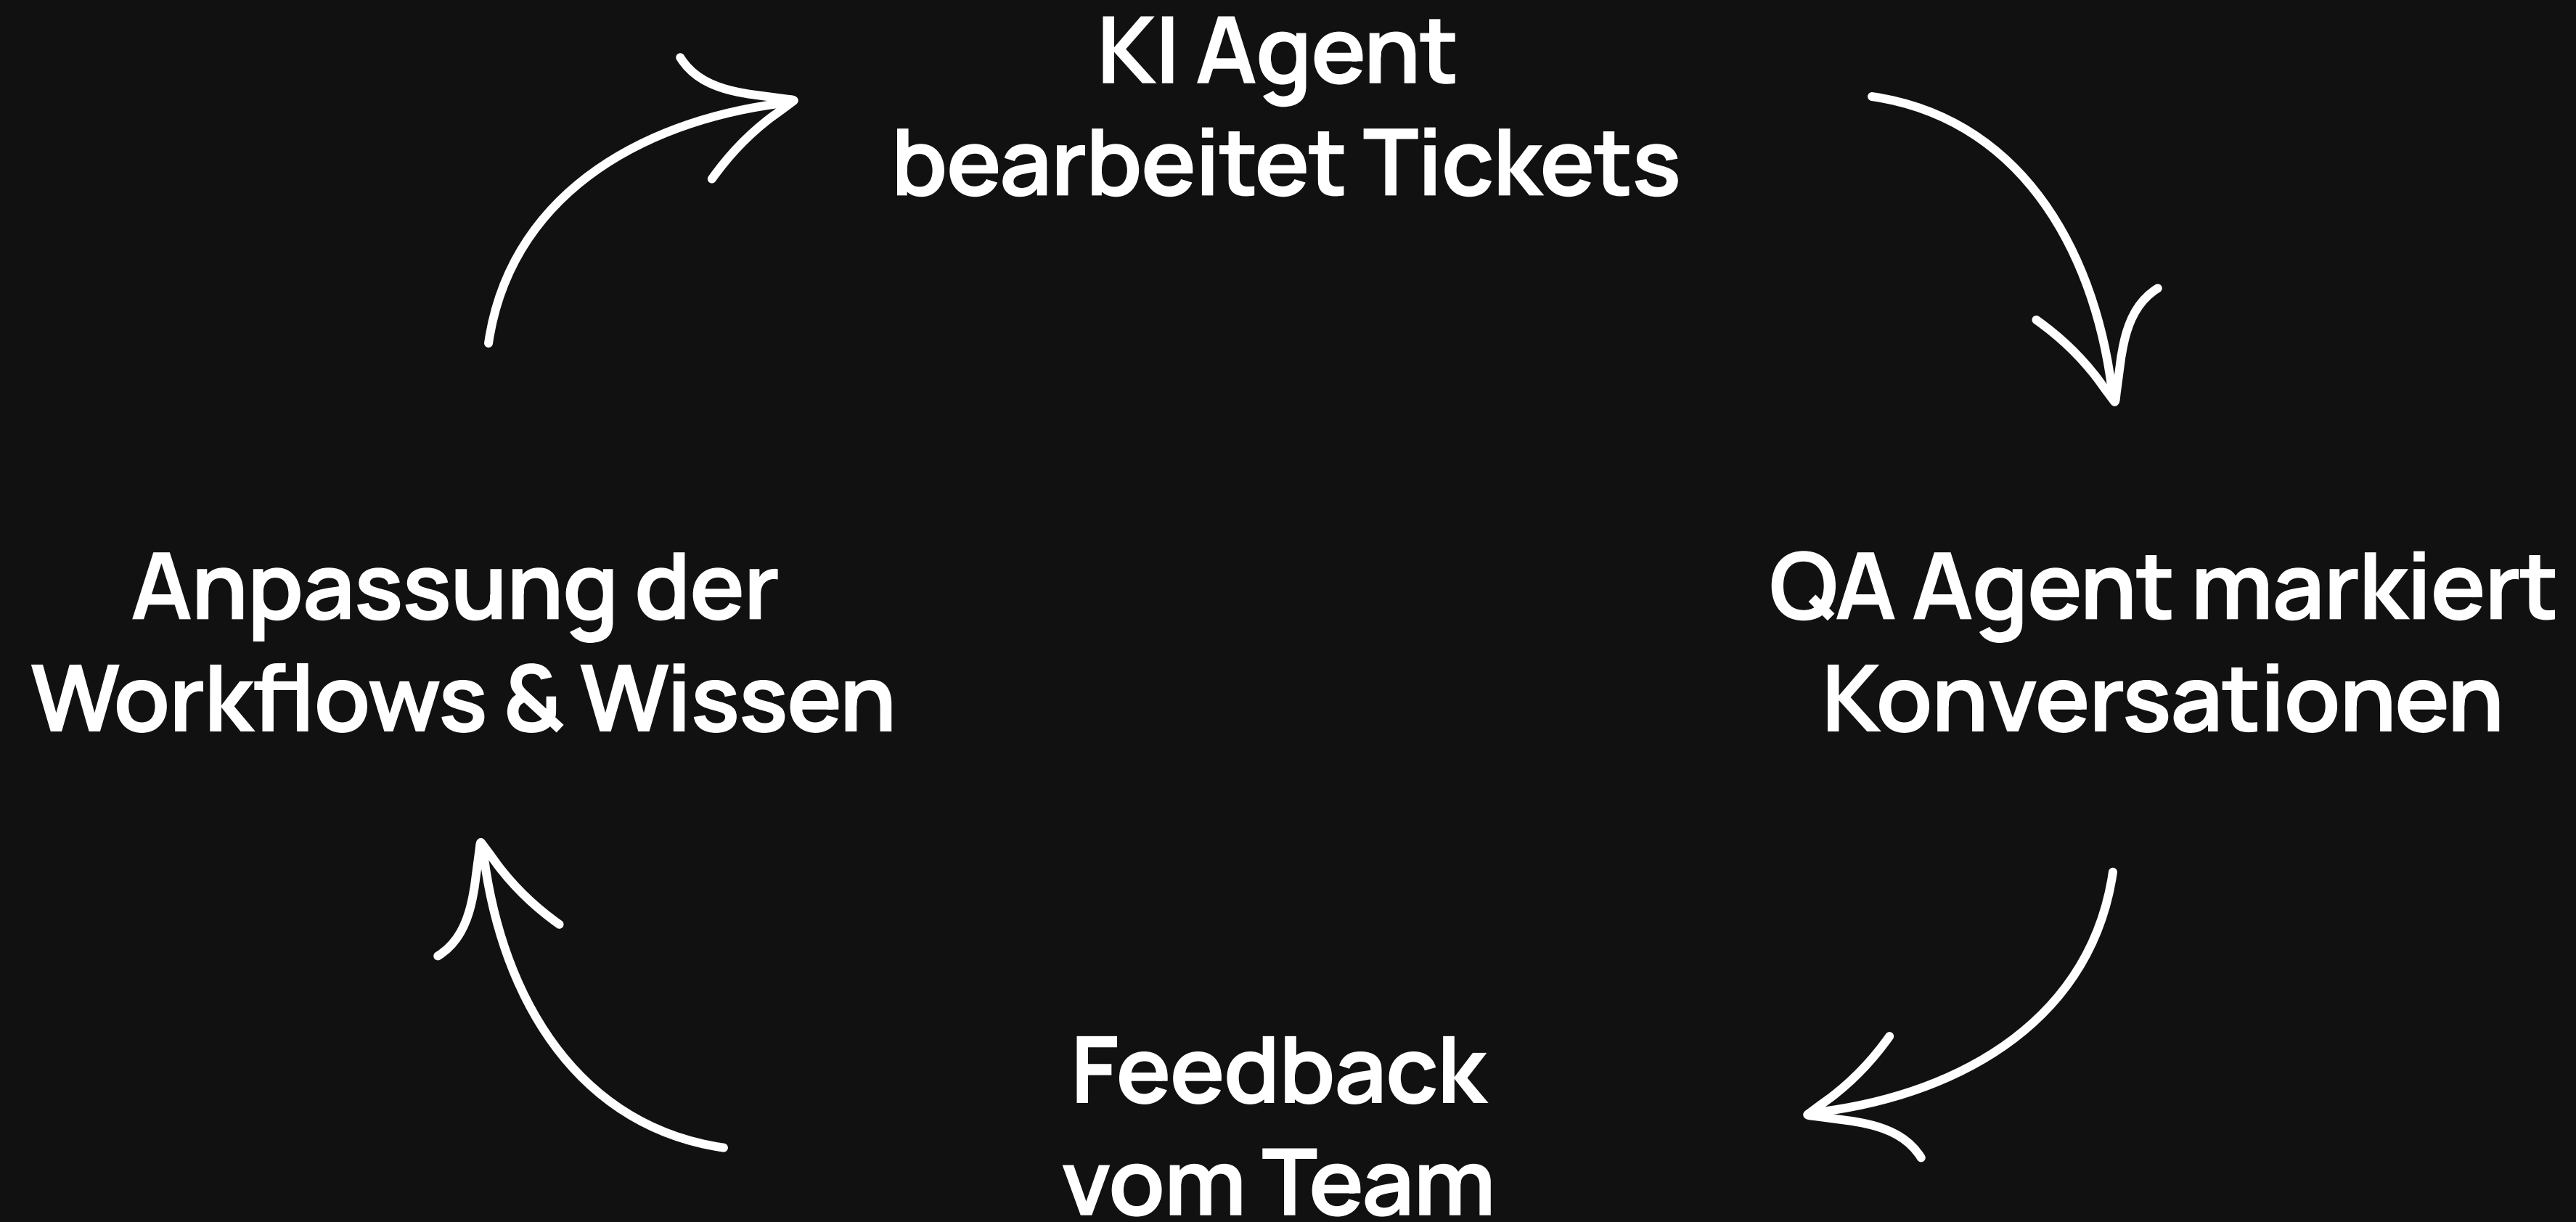 KI Agent
bearbeitet Tickets
Anpassung der
Workflows & Wissen
QA Agent markiert
Konversationen
Feedback
vom Team